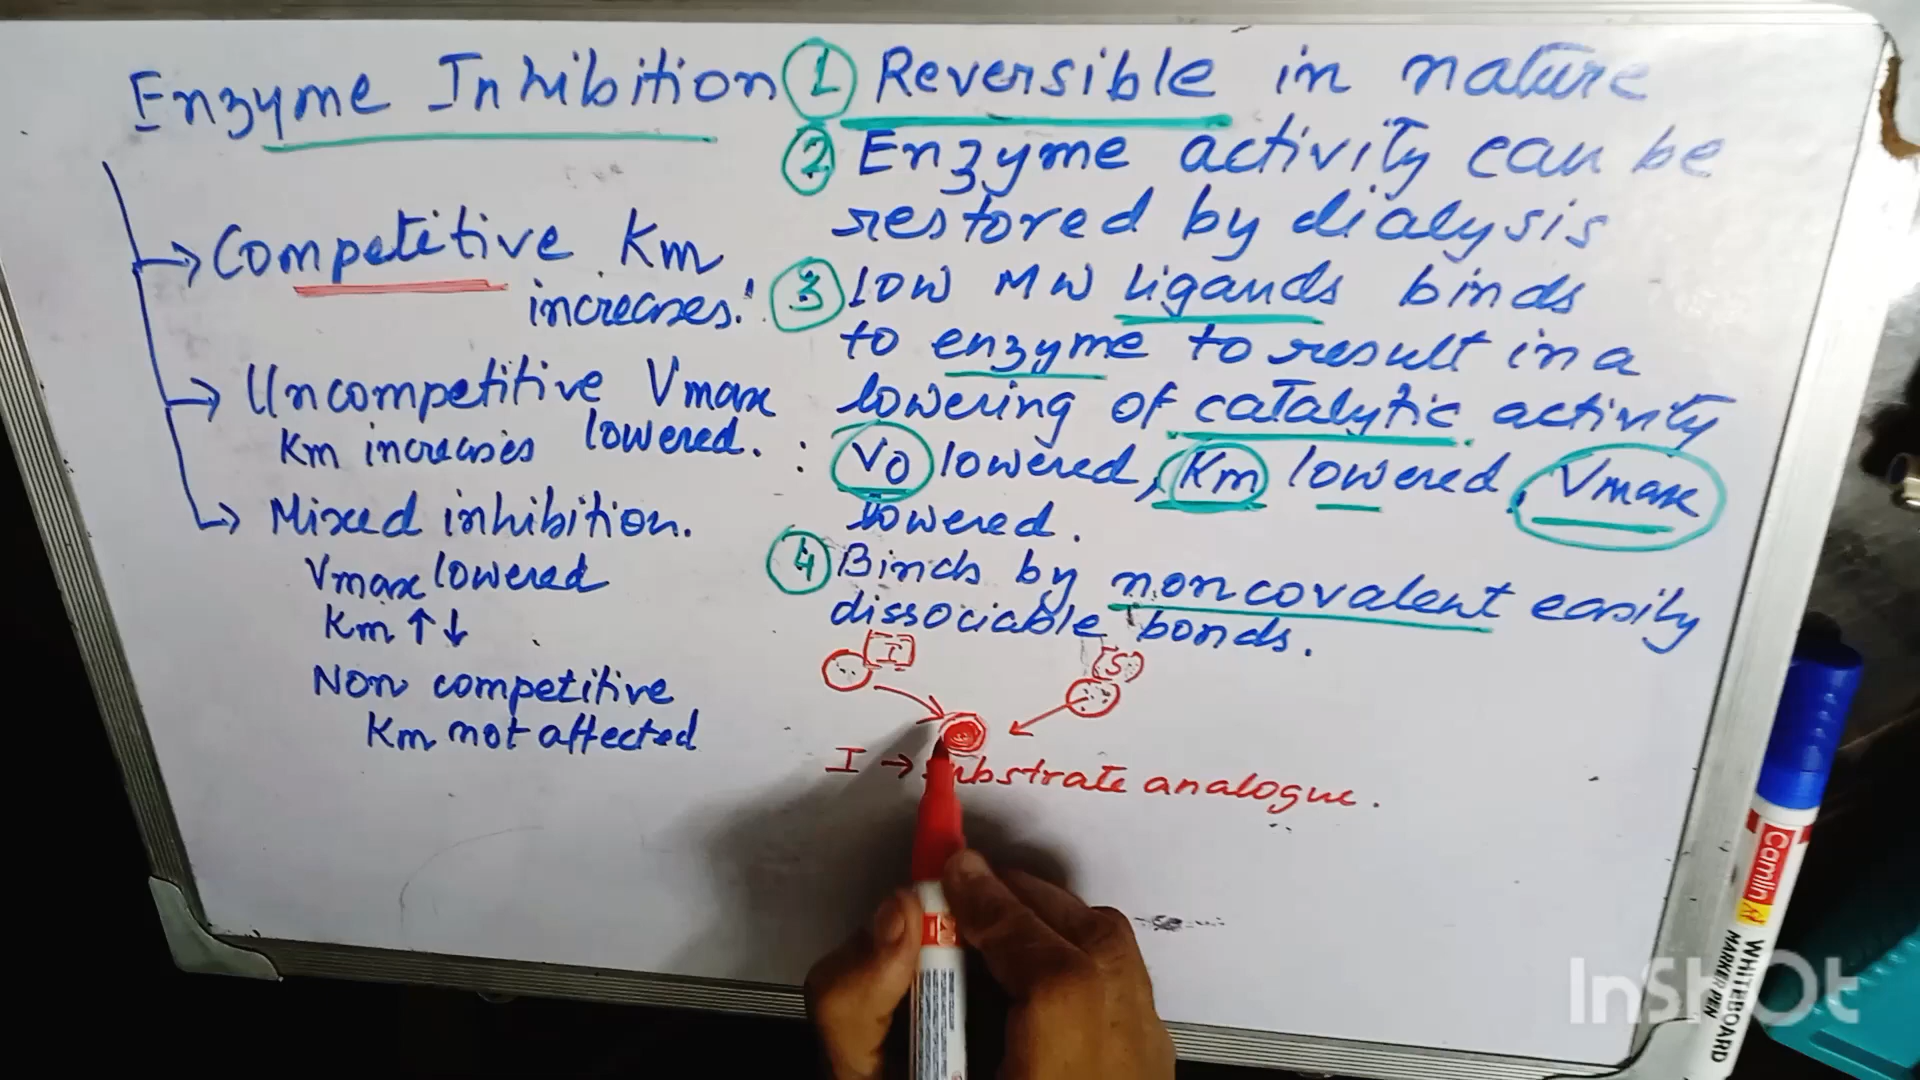 Enzyme Inhibition
→ Competitive Km
increases.
→ Uncompetitive Vmax
Km increases lowered.
→ Mixed inhibition.
Vmax lowered
Km ↑↓
Non competitive
Km not affected
1 Reversible in nature
2 Enzyme activity can be
restored by dialysis
3 low MW ligands binds
to enzyme to result in a
lowering of catalytic activity
: Vo lowered, Km lowered, Vmax
lowered.
4 Binds by noncovalent easily
dissociable bonds.
I
S
I → substrate analogue.
camlin
WHITEBOARD
MARKER PEN
InShOt